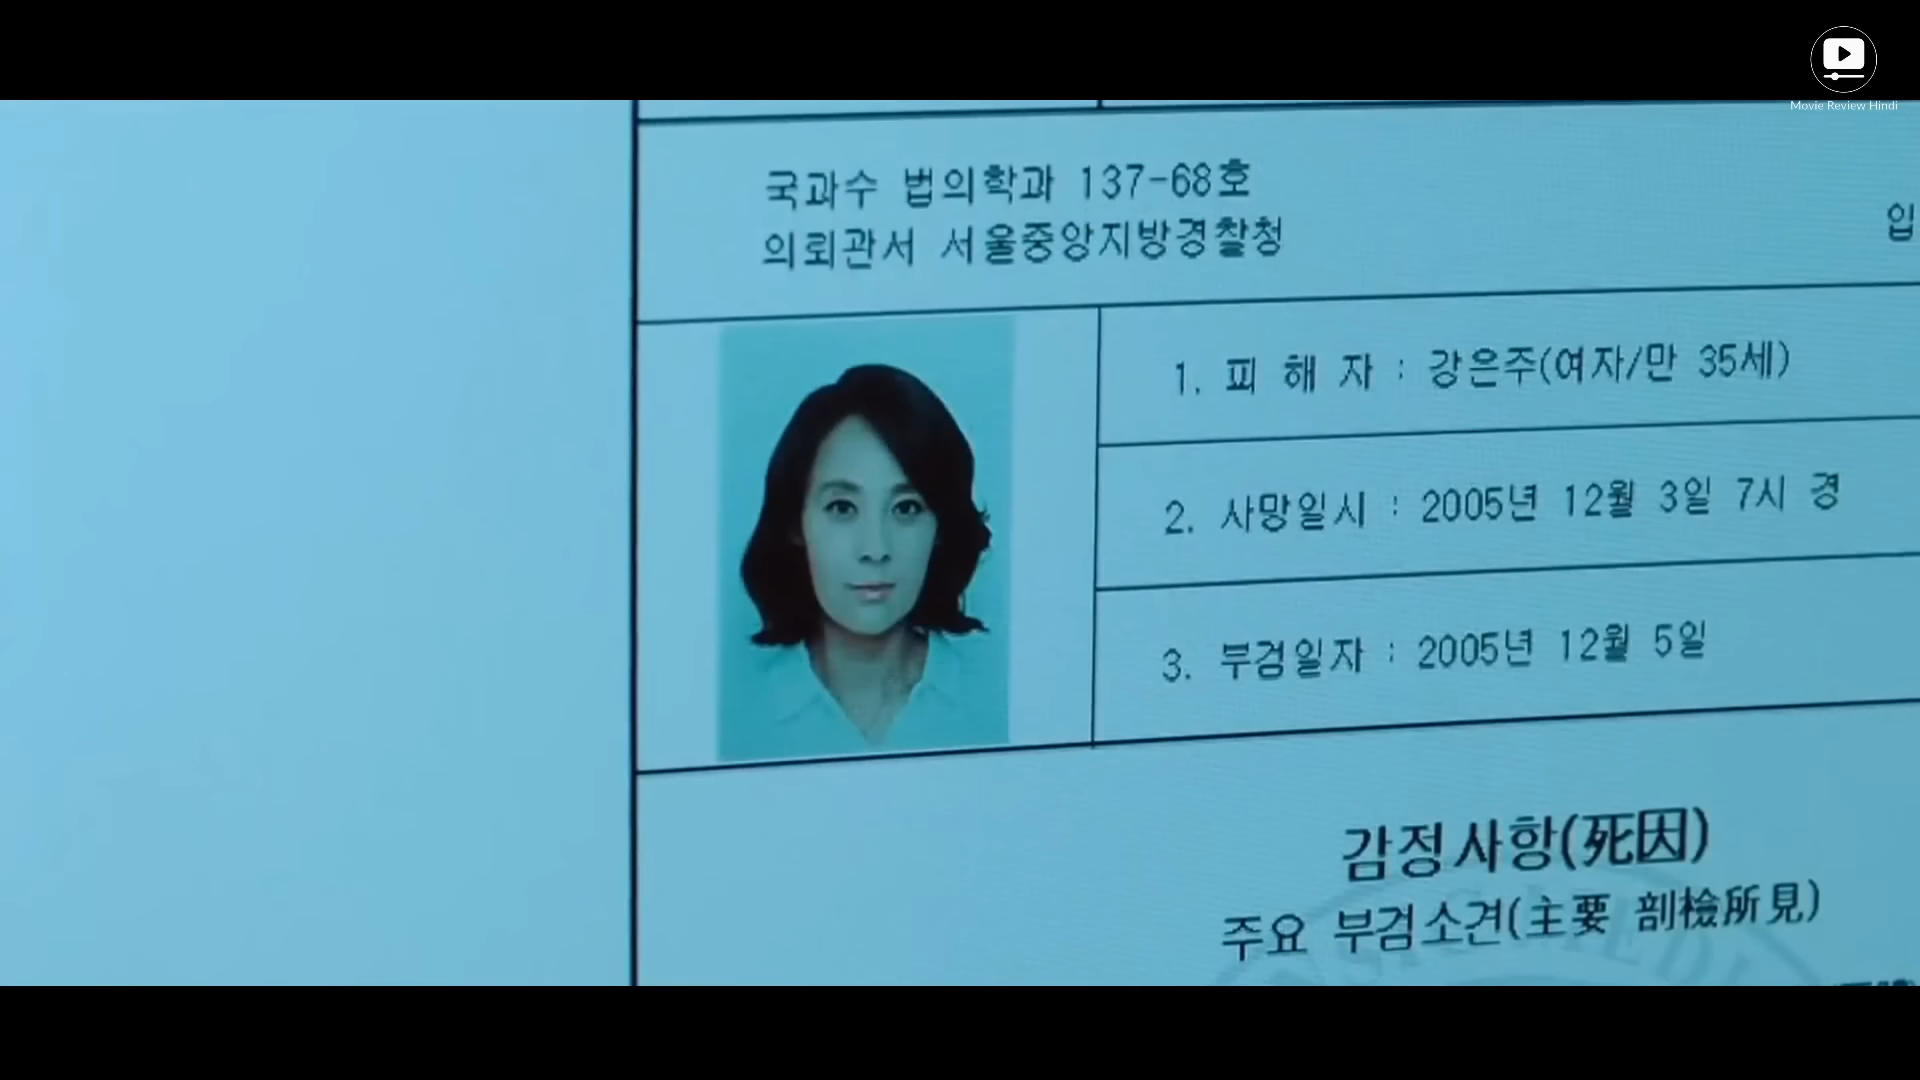 Movie Review Hindi
국과수 법의학과 137-68호
의뢰관서 서울중앙지방경찰청
입
1. 피 해 자 : 강은주(여자/만 35세)
2. 사망일시 : 2005년 12월 3일 7시 경
3. 부검일자 : 2005년 12월 5일
감정사항(死因)
주요 부검소견(主要 剖檢所見)